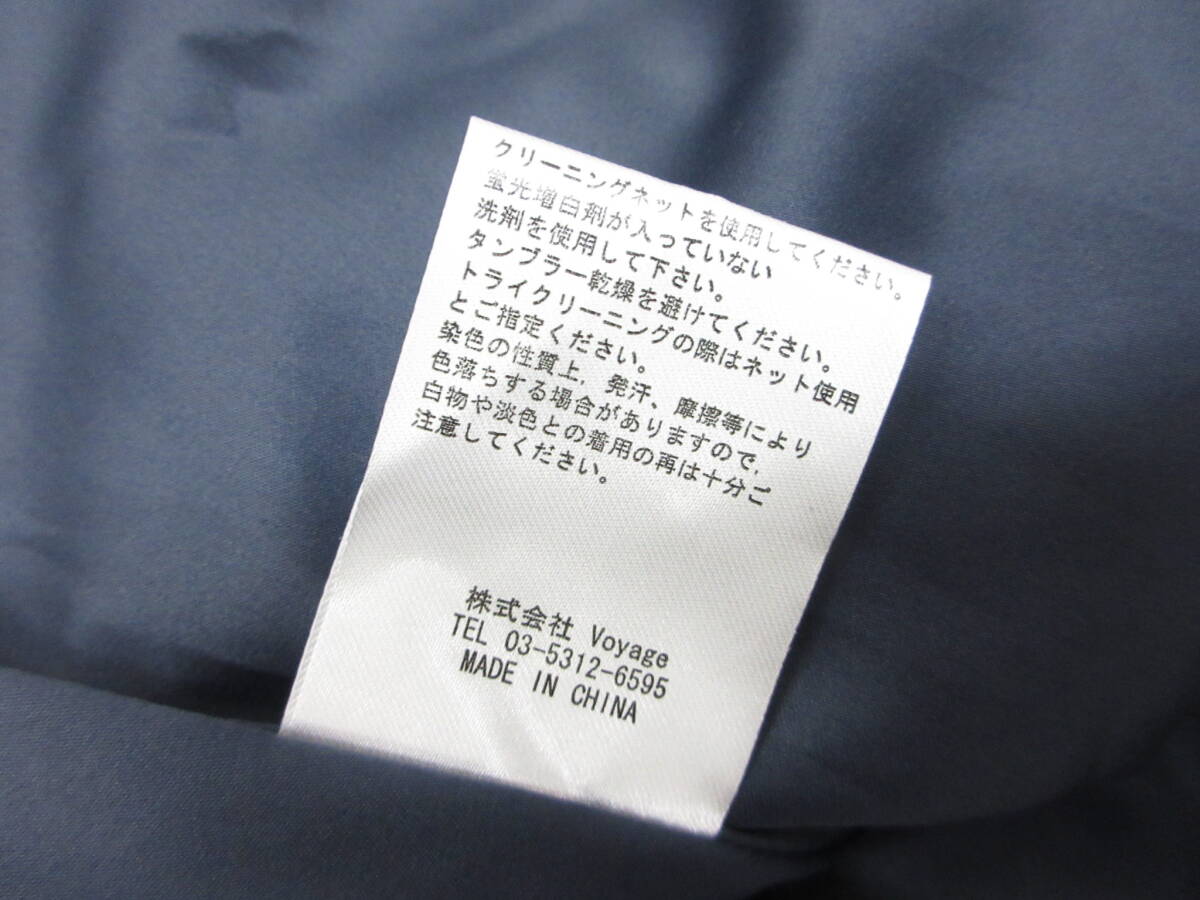 クリーニングネットを使用してください。
蛍光増白剤が入っていない
洗剤を使用して下さい。
タンブラー乾燥を避けてください。
トライクリーニングの際はネット使用
とご指定ください。
染色の性質上，発汗、摩擦等により
色落ちする場合がありますので，
白物や淡色との着用の再は十分ご
注意してください。
株式会社 Voyage
TEL 03-5312-6595
MADE IN CHINA